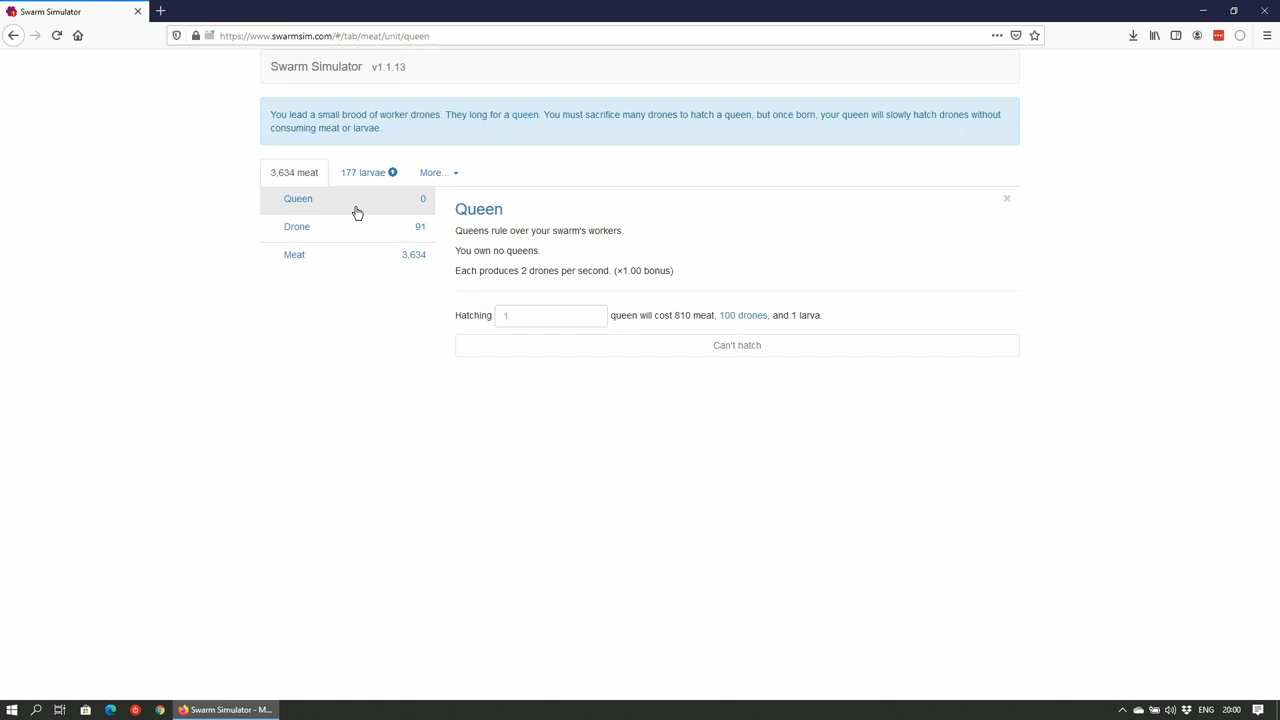 Swarm Simulator
https://www.swarmsim.com/#/tab/meat/unit/queen
Swarm Simulator v1.1.13
You lead a small brood of worker drones. They long for a queen. You must sacrifice many drones to hatch a queen, but once born, your queen will slowly hatch drones without
consuming meat or larvae.
3,634 meat 177 larvae More...
Queen 0
Drone 91
Meat 3,634
Queen
Queens rule over your swarm's workers.
You own no queens.
Each produces 2 drones per second. (×1.00 bonus)
Hatching 1 queen will cost 810 meat, 100 drones, and 1 larva.
Can't hatch
Swarm Simulator - M...
ENG 20:00